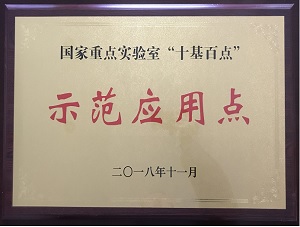 国家重点实验室“十基百点”
示范应用点
二〇一八年十一月